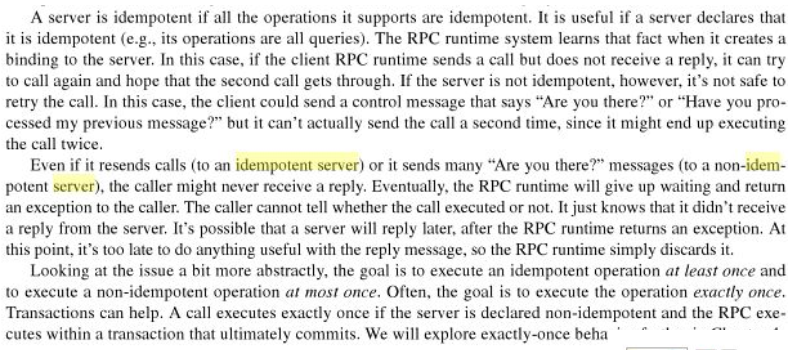 A server is idempotent if all the operations it supports are idempotent. It is useful if a server declares that
it is idempotent (e.g., its operations are all queries). The RPC runtime system learns that fact when it creates a
binding to the server. In this case, if the client RPC runtime sends a call but does not receive a reply, it can try
to call again and hope that the second call gets through. If the server is not idempotent, however, it's not safe to
retry the call. In this case, the client could send a control message that says “Are you there?” or “Have you pro-
cessed my previous message?” but it can't actually send the call a second time, since it might end up executing
the call twice.
Even if it resends calls (to an idempotent server) or it sends many “Are you there?” messages (to a non-idem-
potent server), the caller might never receive a reply. Eventually, the RPC runtime will give up waiting and return
an exception to the caller. The caller cannot tell whether the call executed or not. It just knows that it didn't receive
a reply from the server. It's possible that a server will reply later, after the RPC runtime returns an exception. At
this point, it's too late to do anything useful with the reply message, so the RPC runtime simply discards it.
Looking at the issue a bit more abstractly, the goal is to execute an idempotent operation at least once and
to execute a non-idempotent operation at most once. Often, the goal is to execute the operation exactly once.
Transactions can help. A call executes exactly once if the server is declared non-idempotent and the RPC exe-
cutes within a transaction that ultimately commits. We will explore exactly-once beha